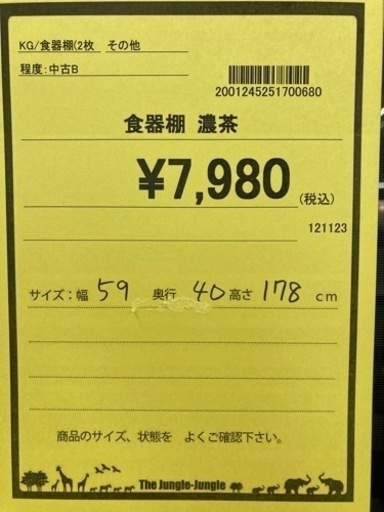 KG/食器棚(2枚 その他
程度:中古B
2001245251700680
食器棚 濃茶
¥7,980(税込)
121123
サイズ:幅 59 奥行 40 高さ 178 cm
商品のサイズ、状態を よくご確認下さい。
The Jungle-Jungle